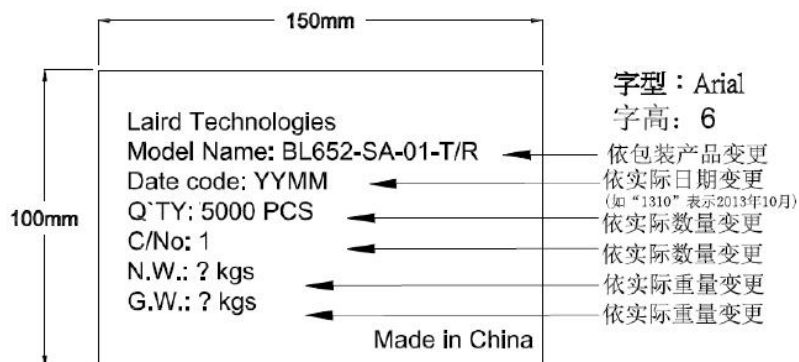 150mm
100mm
Laird Technologies
Model Name: BL652-SA-01-T/R
Date code: YYMM
Q`TY: 5000 PCS
C/No: 1
N.W.: ? kgs
G.W.: ? kgs
Made in China
字型：Arial
字高：6
依包装产品变更
依实际日期变更
(如“1310”表示2013年10月)
依实际数量变更
依实际数量变更
依实际重量变更
依实际重量变更